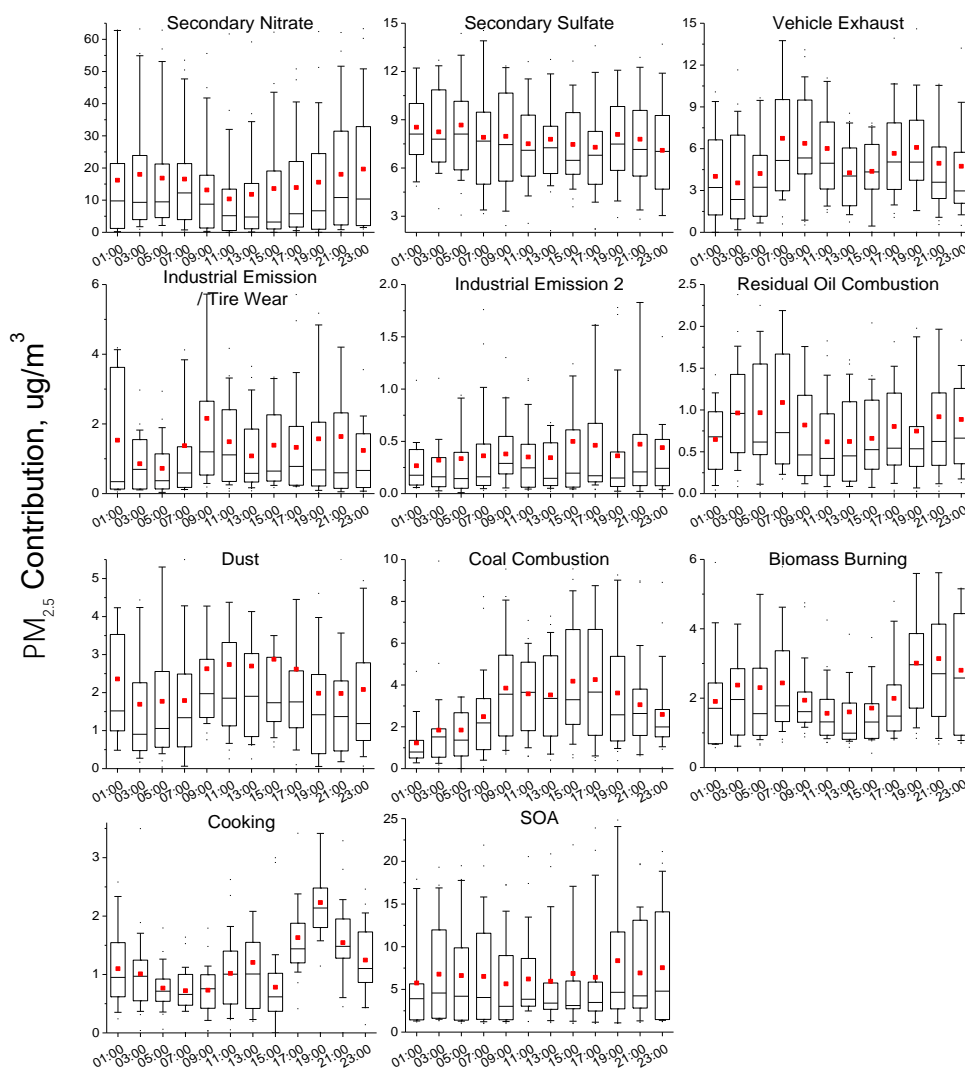 Secondary Nitrate
60
50
40
30
20
10
0
01:00 03:00 05:00 07:00 09:00 11:00 13:00 15:00 17:00 19:00 21:00 23:00
Secondary Sulfate
15
12
9
6
3
01:00 03:00 05:00 07:00 09:00 11:00 13:00 15:00 17:00 19:00 21:00 23:00
Vehicle Exhaust
15
12
9
6
3
0
01:00 03:00 05:00 07:00 09:00 11:00 13:00 15:00 17:00 19:00 21:00 23:00
PM2.5 Contribution, ug/m3
Industrial Emission
/ Tire Wear
6
4
2
0
01:00 03:00 05:00 07:00 09:00 11:00 13:00 15:00 17:00 19:00 21:00 23:00
Industrial Emission 2
2.0
1.5
1.0
0.5
0.0
01:00 03:00 05:00 07:00 09:00 11:00 13:00 15:00 17:00 19:00 21:00 23:00
Residual Oil Combustion
2.5
2.0
1.5
1.0
0.5
0.0
01:00 03:00 05:00 07:00 09:00 11:00 13:00 15:00 17:00 19:00 21:00 23:00
Dust
5
4
3
2
1
0
01:00 03:00 05:00 07:00 09:00 11:00 13:00 15:00 17:00 19:00 21:00 23:00
Coal Combustion
10
8
6
4
2
0
01:00 03:00 05:00 07:00 09:00 11:00 13:00 15:00 17:00 19:00 21:00 23:00
Biomass Burning
6
5
4
3
2
1
0
01:00 03:00 05:00 07:00 09:00 11:00 13:00 15:00 17:00 19:00 21:00 23:00
Cooking
3
2
1
0
01:00 03:00 05:00 07:00 09:00 11:00 13:00 15:00 17:00 19:00 21:00 23:00
SOA
25
20
15
10
5
0
01:00 03:00 05:00 07:00 09:00 11:00 13:00 15:00 17:00 19:00 21:00 23:00